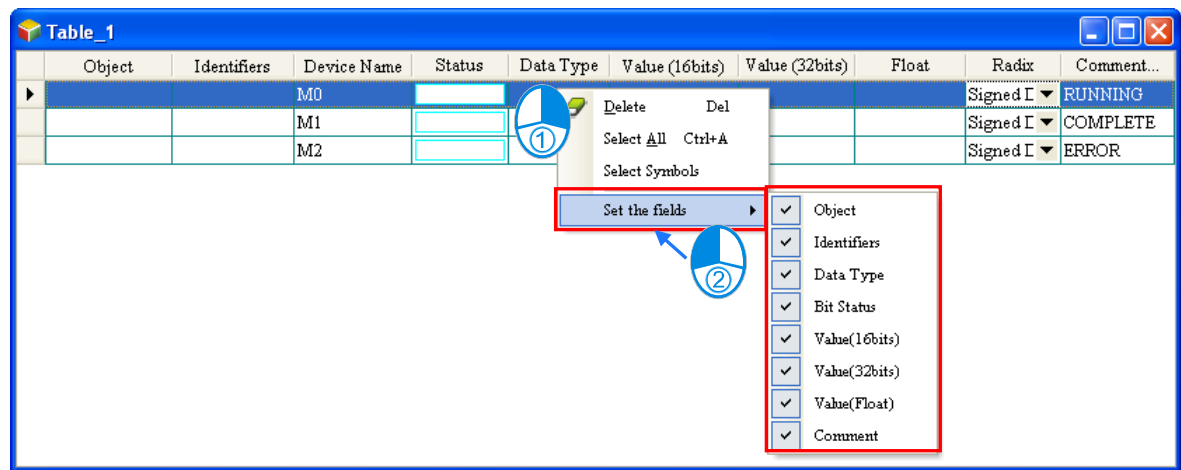 Table_1
Object Identifiers Device Name Status Data Type Value (16bits) Value (32bits) Float Radix Comment...
M0 Signed D RUNNING
M1 Signed D COMPLETE
M2 Signed D ERROR
Delete Del
Select All Ctrl+A
Select Symbols
Set the fields
1
2
Object
Identifiers
Data Type
Bit Status
Value(16bits)
Value(32bits)
Value(Float)
Comment